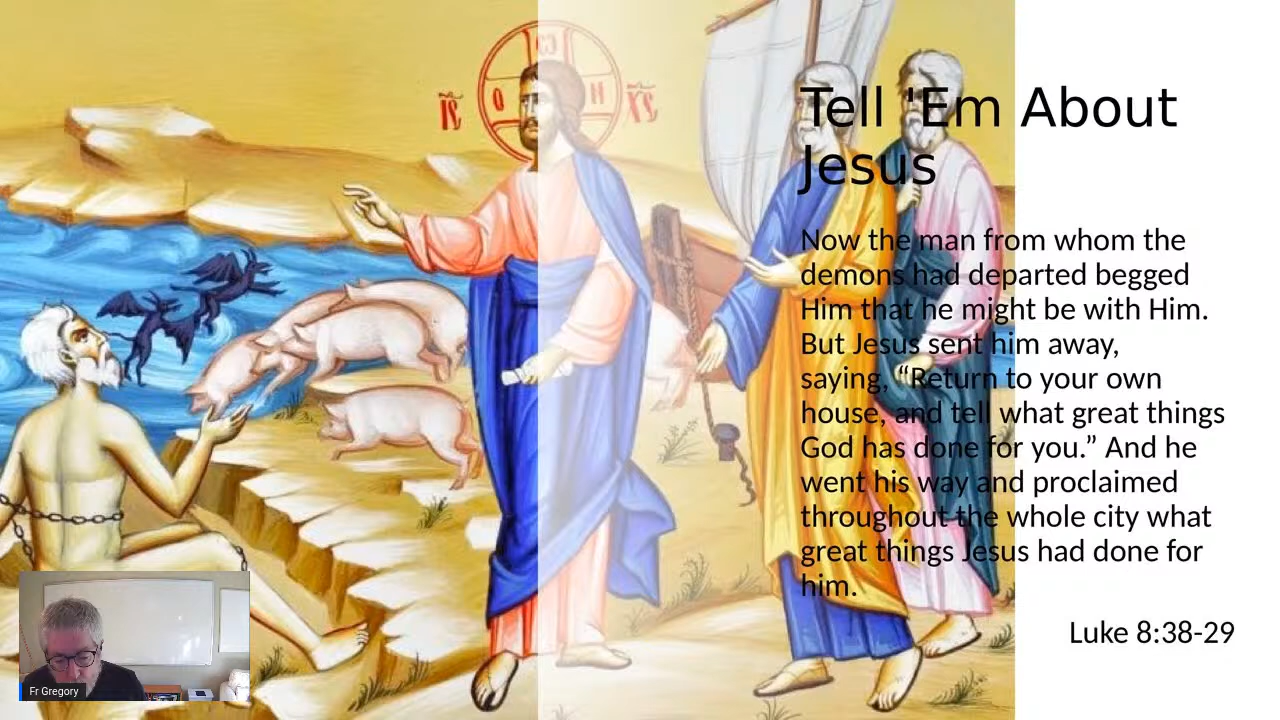 Tell 'Em About
Jesus
Now the man from whom the
demons had departed begged
Him that he might be with Him.
But Jesus sent him away,
saying, “Return to your own
house, and tell what great things
God has done for you.” And he
went his way and proclaimed
throughout the whole city what
great things Jesus had done for
him.
Luke 8:38-29
ω
Ο Η
Fr Gregory